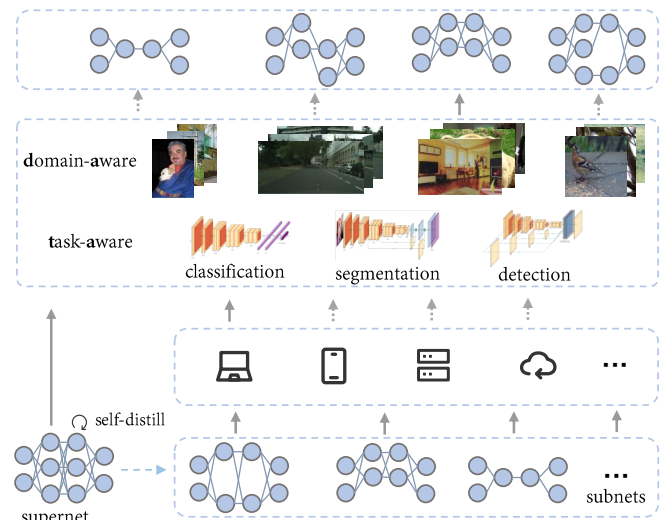 domain-aware
task-aware
classification
segmentation
detection
...
self-distill
...
subnets
supernet